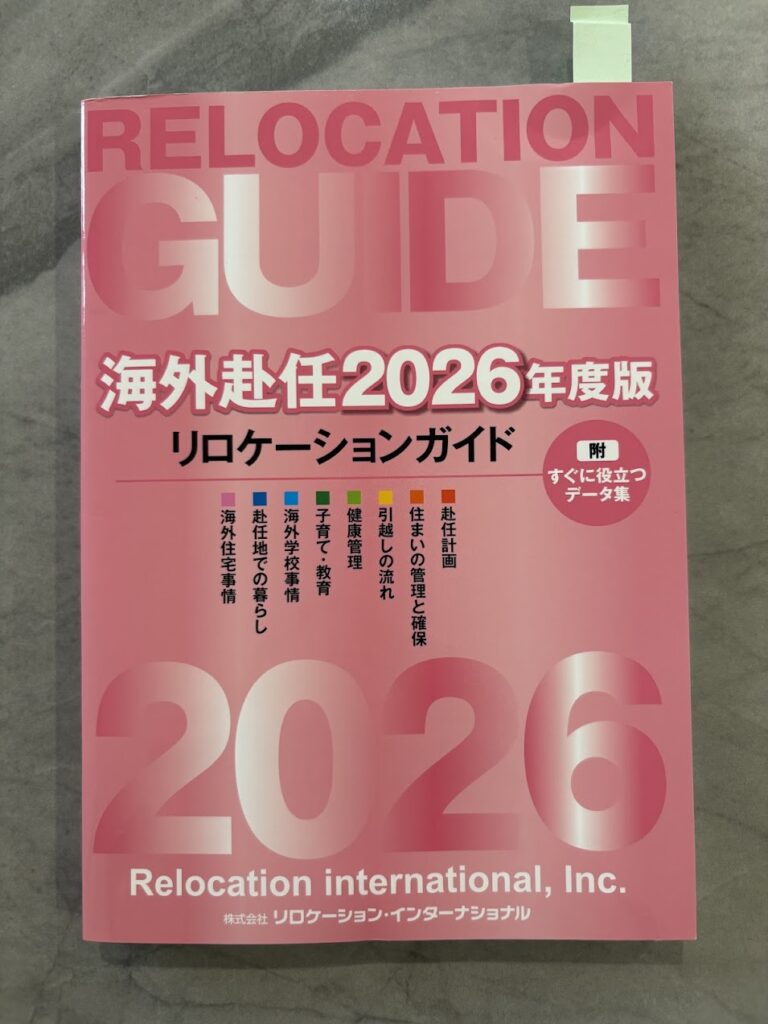 RELOCATION
GUIDE
海外赴任2026年度版
リロケーションガイド
附
すぐに役立つ
データ集
赴任計画
住まいの管理と確保
引越しの流れ
健康管理
子育て・教育
海外学校事情
赴任地での暮らし
海外住宅事情
2026
Relocation international, Inc.
株式会社 リロケーション・インターナショナル